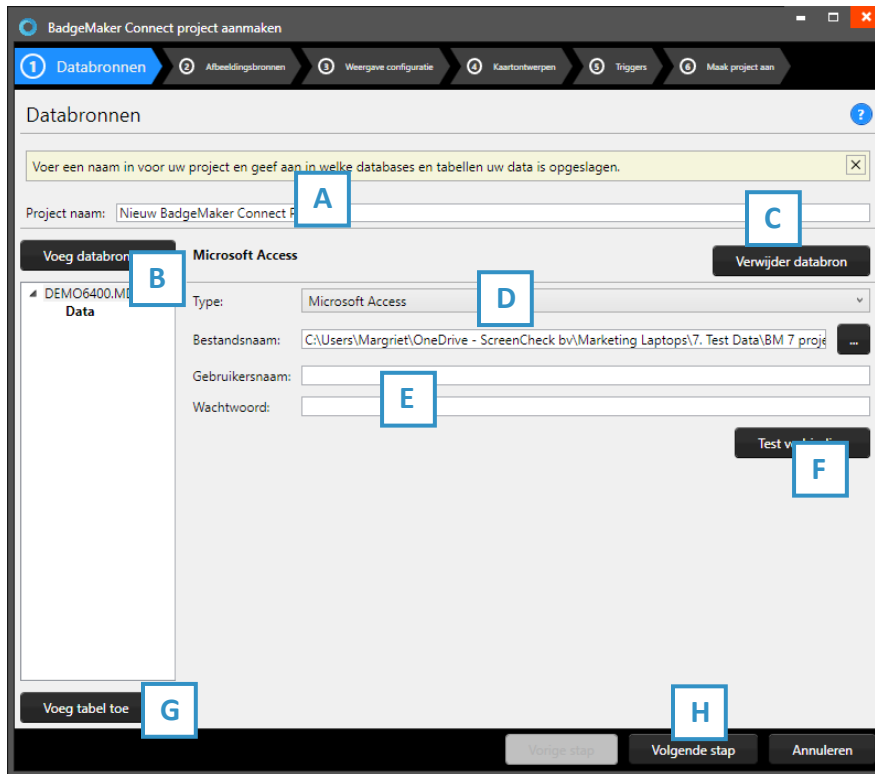 BadgeMaker Connect project aanmaken
1 Databronnen 2 Afbeeldingsbronnen 3 Weergave configuratie 4 Kaartontwerpen 5 Triggers 6 Maak project aan
Databronnen ?
Voer een naam in voor uw project en geef aan in welke databases en tabellen uw data is opgeslagen.
A
Project naam: Nieuw BadgeMaker Connect
C
Voeg Microsoft Access Verwijder databron
B
DEMO6400.
Data
D
Type: Microsoft Access
Bestandsnaam: C:\Users\Margriet\OneDrive - ScreenCheck bv\Marketing Laptops\7. Test Data\BM 7 proje ...
Gebruikersnaam:
E
Wachtwoord:
Test
F
Voeg tabel toe
G
H
Vorige stap Volgende stap Annuleren